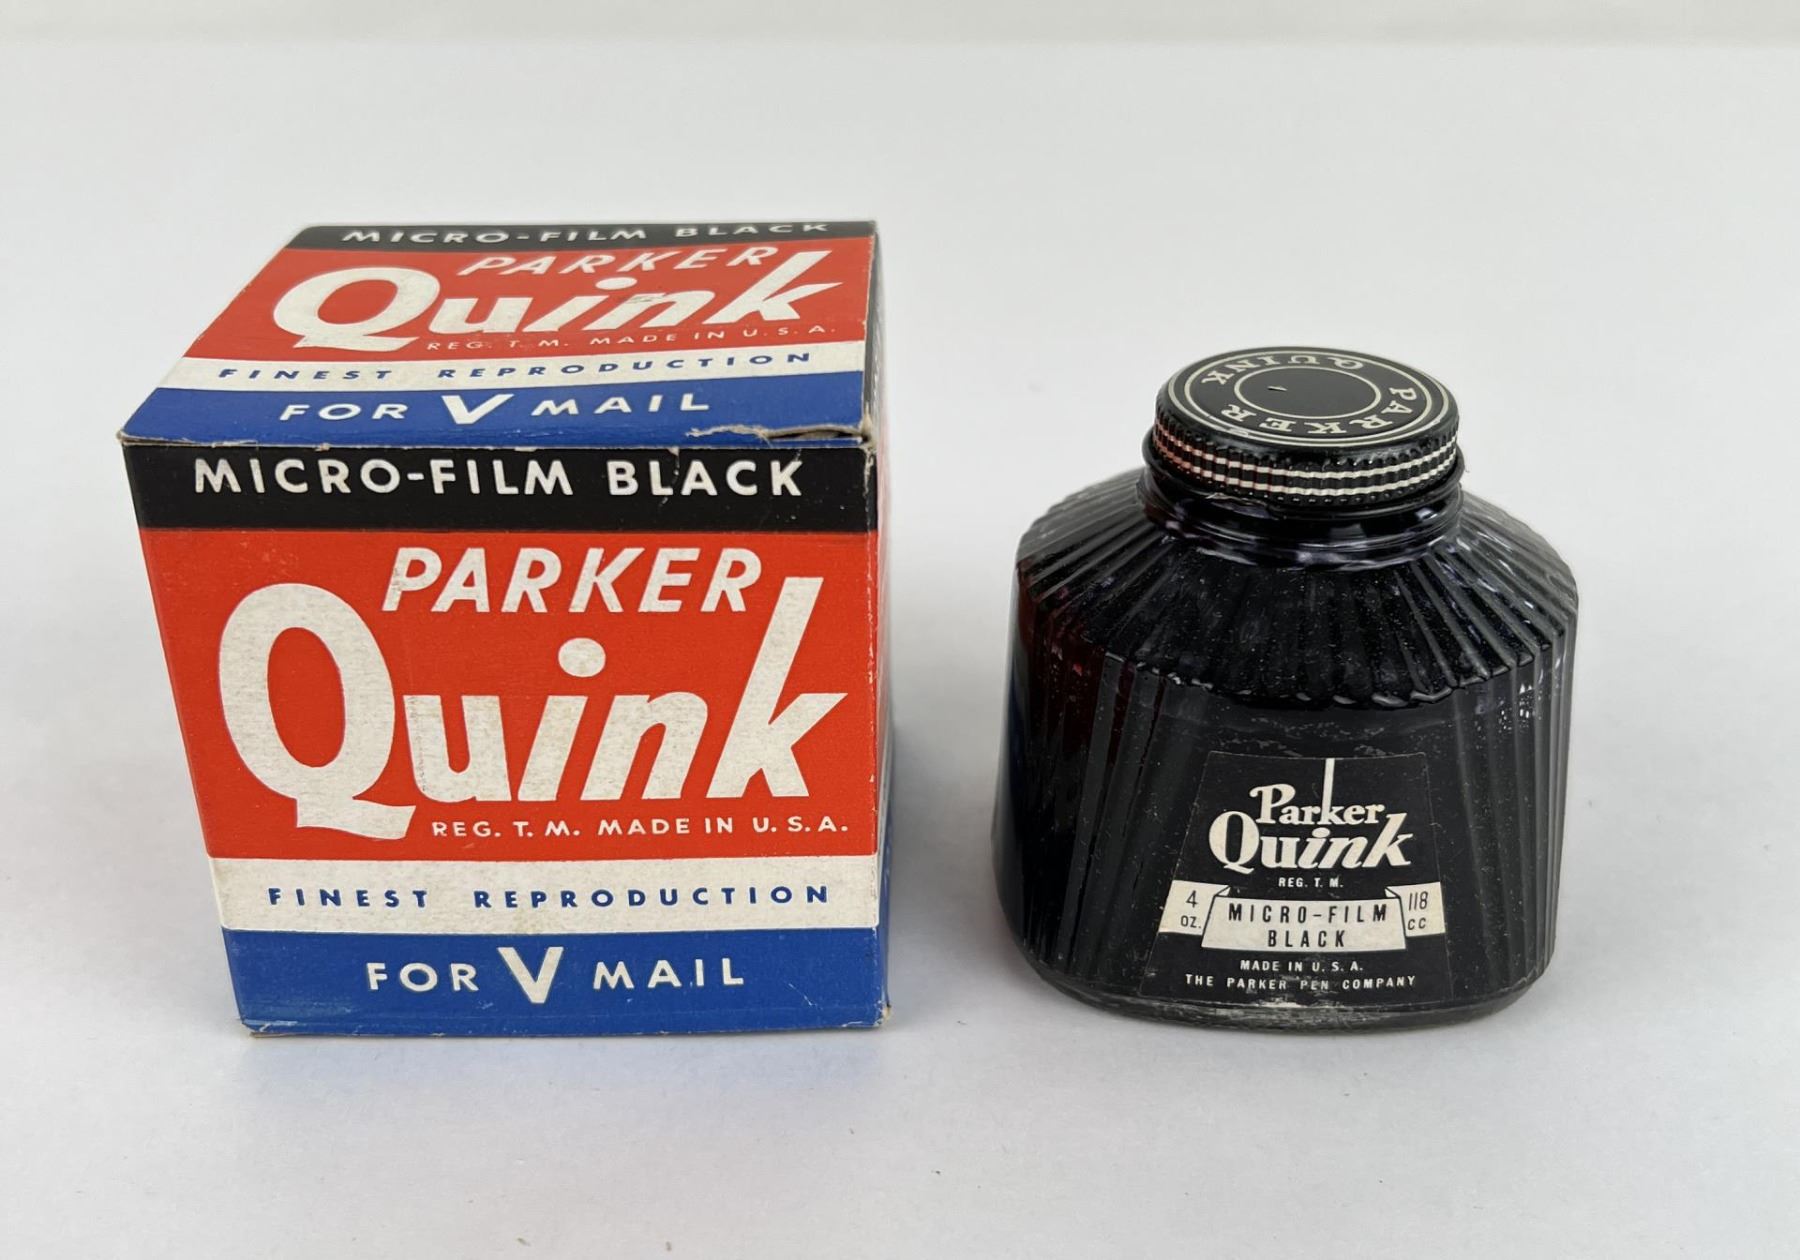 MICRO-FILM BLACK
PARKER
Quink
REG. T. M. MADE IN U.S.A.
FINEST REPRODUCTION
FOR V MAIL
MICRO-FILM BLACK
PARKER
Quink
REG. T. M. MADE IN U.S.A.
FINEST REPRODUCTION
FOR V MAIL
PARKER QUINK
Parker
Quink
REG. T. M.
4 OZ.
MICRO-FILM
BLACK
118 CC
MADE IN U.S.A.
THE PARKER PEN COMPANY